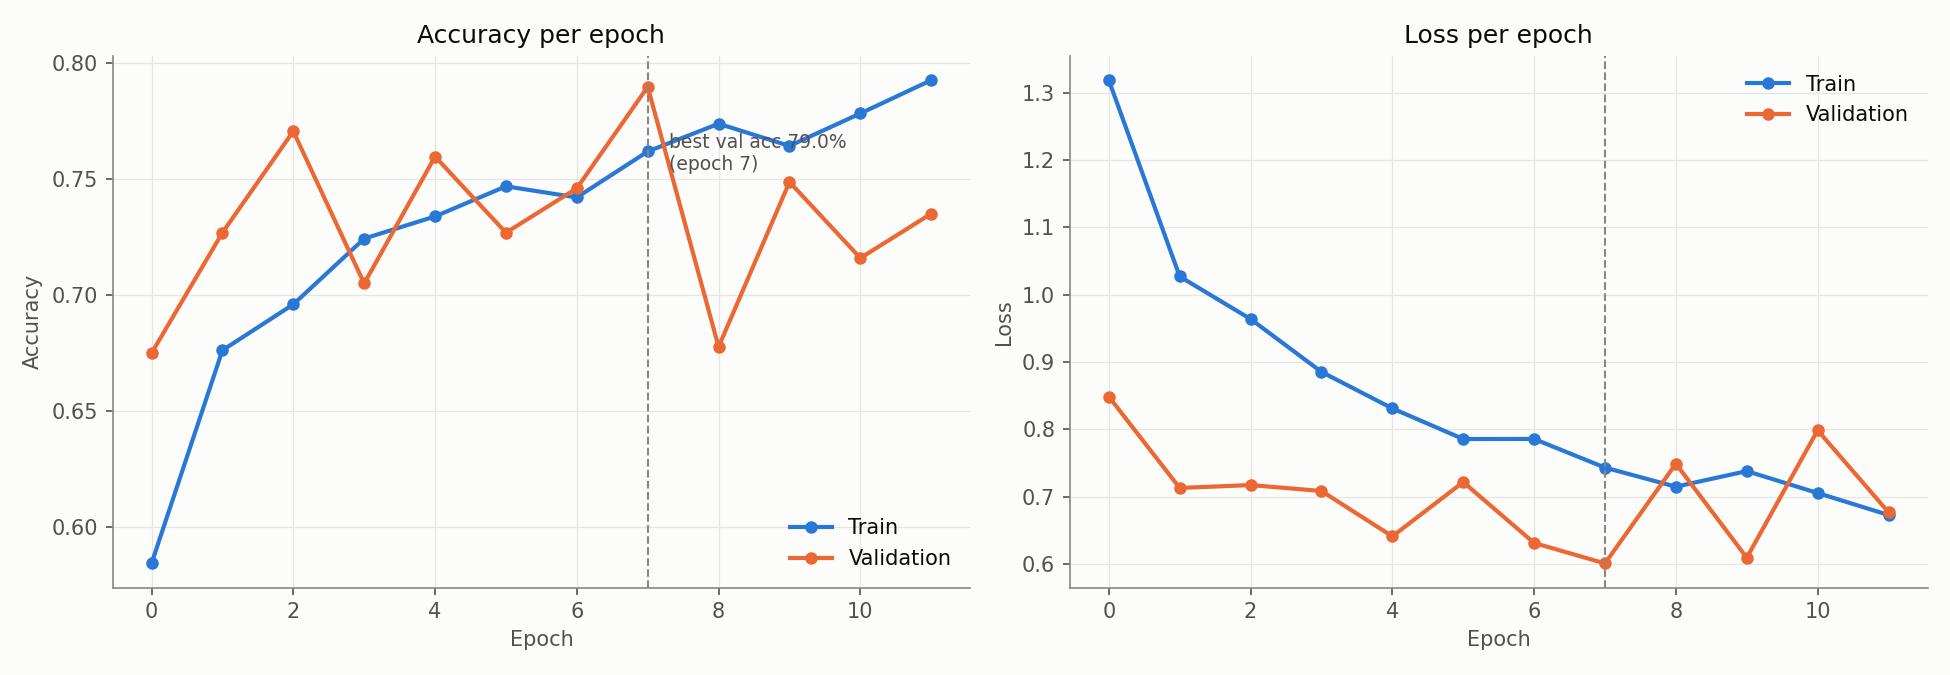 Accuracy per epoch
0.80
0.75
0.70
0.65
0.60
Accuracy
best val acc 79.0%
(epoch 7)
Train
Validation
0 2 4 6 8 10
Epoch
Loss per epoch
1.3
1.2
1.1
1.0
0.9
0.8
0.7
0.6
Loss
Train
Validation
0 2 4 6 8 10
Epoch